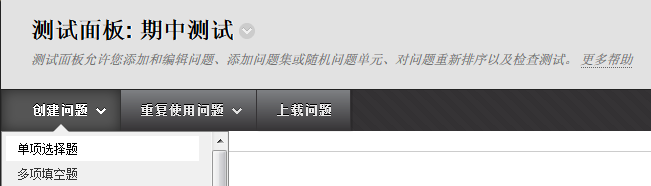 测试面板: 期中测试
测试面板允许您添加和编辑问题、添加问题集或随机问题单元、对问题重新排序以及检查测试。 更多帮助
创建问题 重复使用问题 上载问题
单项选择题
多项填空题